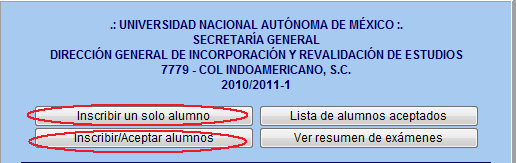 .: UNIVERSIDAD NACIONAL AUTÓNOMA DE MÉXICO :.
SECRETARÍA GENERAL
DIRECCIÓN GENERAL DE INCORPORACIÓN Y REVALIDACIÓN DE ESTUDIOS
7779 - COL INDOAMERICANO, S.C.
2010/2011-1
Inscribir un solo alumno Lista de alumnos aceptados
Inscribir/Aceptar alumnos Ver resumen de exámenes